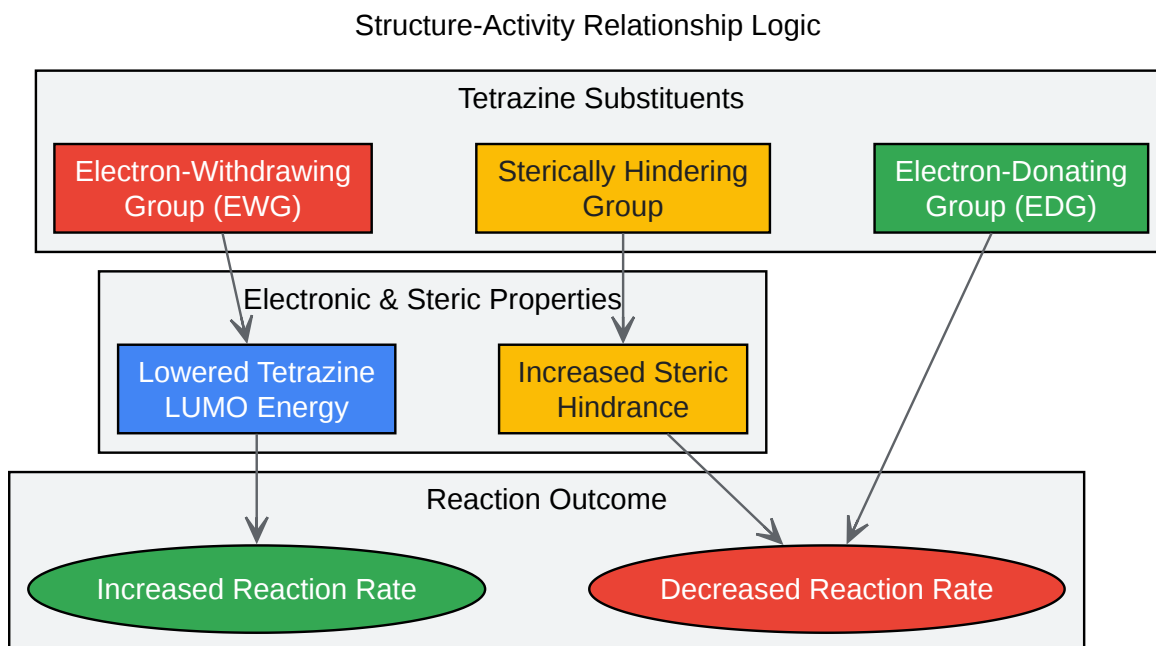 Structure-Activity Relationship Logic
Tetrazine Substituents
Electron-Withdrawing
Group (EWG)
Sterically Hindering
Group
Electron-Donating
Group (EDG)
Electronic & Steric Properties
Lowered Tetrazine
LUMO Energy
Increased Steric
Hindrance
Reaction Outcome
Increased Reaction Rate
Decreased Reaction Rate